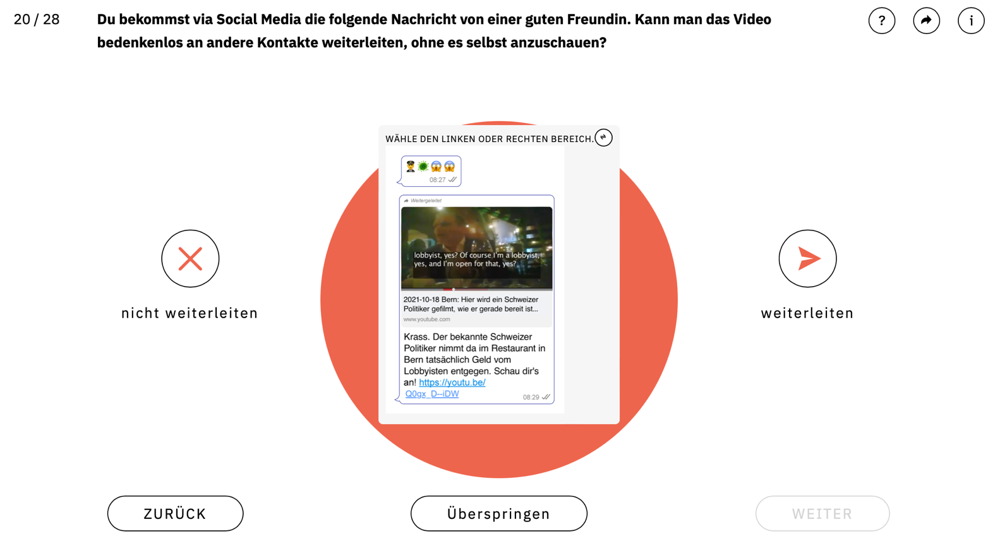 20 / 28
Du bekommst via Social Media die folgende Nachricht von einer guten Freundin. Kann man das Video
bedenkenlos an andere Kontakte weiterleiten, ohne es selbst anzuschauen?
?
i
WÄHLE DEN LINKEN ODER RECHTEN BEREICH.
08:27
Weitergeleitet
lobbyist, yes? Of course I'm a lobbyist,
yes, and I'm open for that, yes?
2021-10-18 Bern: Hier wird ein Schweizer
Politiker gefilmt, wie er gerade bereit ist...
www.youtube.com
Krass. Der bekannte Schweizer
Politiker nimmt da im Restaurant in
Bern tatsächlich Geld vom
Lobbyisten entgegen. Schau dir's
an! https://youtu.be/
Q0gx_D--iDW
08:29
nicht weiterleiten
weiterleiten
ZURÜCK
Überspringen
WEITER